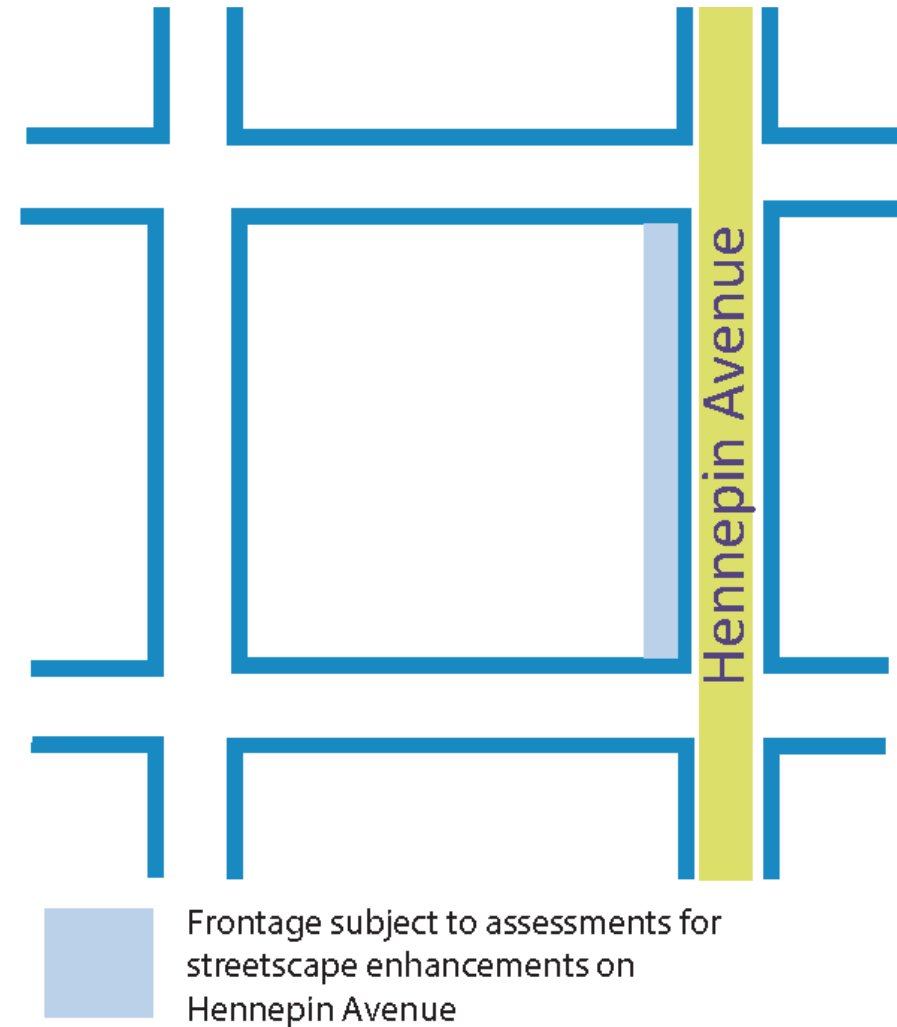 Hennepin Avenue
Frontage subject to assessments for
streetscape enhancements on
Hennepin Avenue